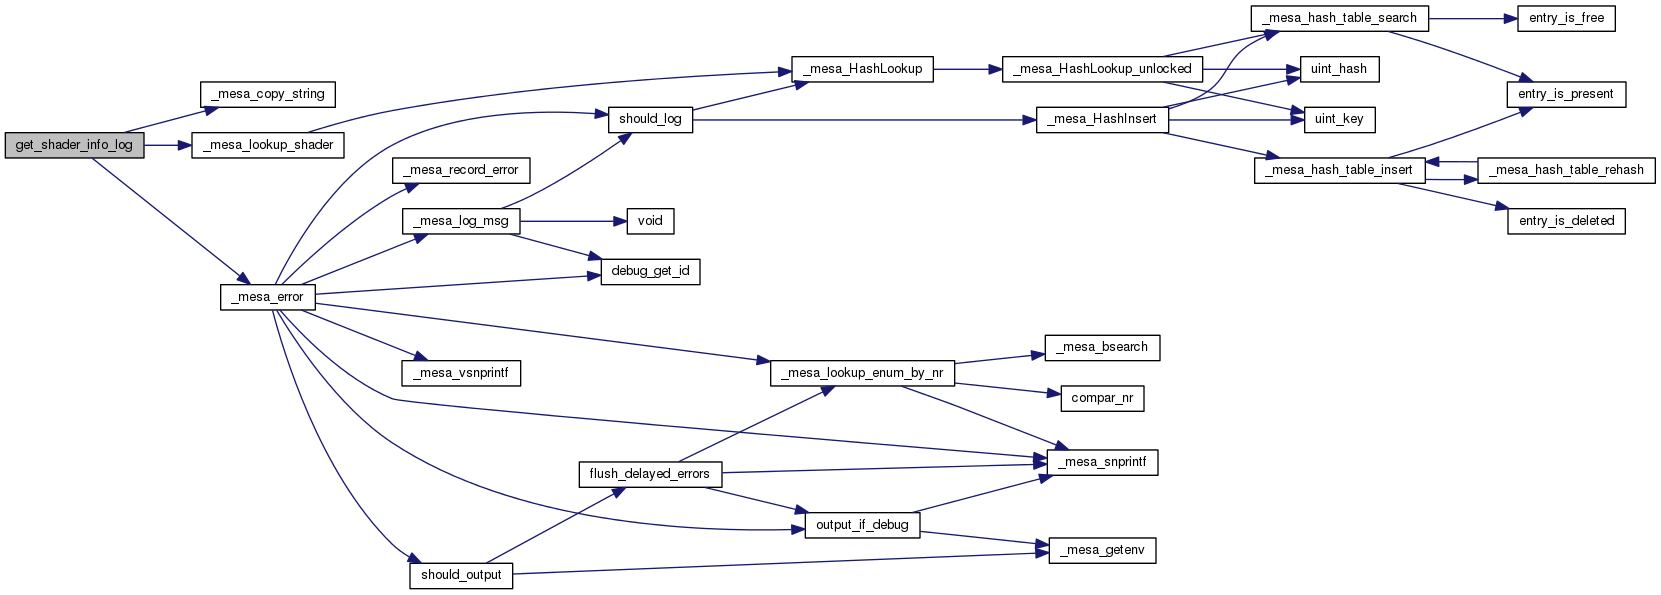 get_shader_info_log
_mesa_copy_string
_mesa_lookup_shader
_mesa_error
_mesa_record_error
_mesa_log_msg
_mesa_vsnprintf
should_output
should_log
void
debug_get_id
flush_delayed_errors
_mesa_HashLookup
_mesa_lookup_enum_by_nr
output_if_debug
_mesa_HashLookup_unlocked
_mesa_HashInsert
_mesa_bsearch
compar_nr
_mesa_snprintf
_mesa_getenv
_mesa_hash_table_search
uint_hash
uint_key
_mesa_hash_table_insert
entry_is_free
entry_is_present
_mesa_hash_table_rehash
entry_is_deleted